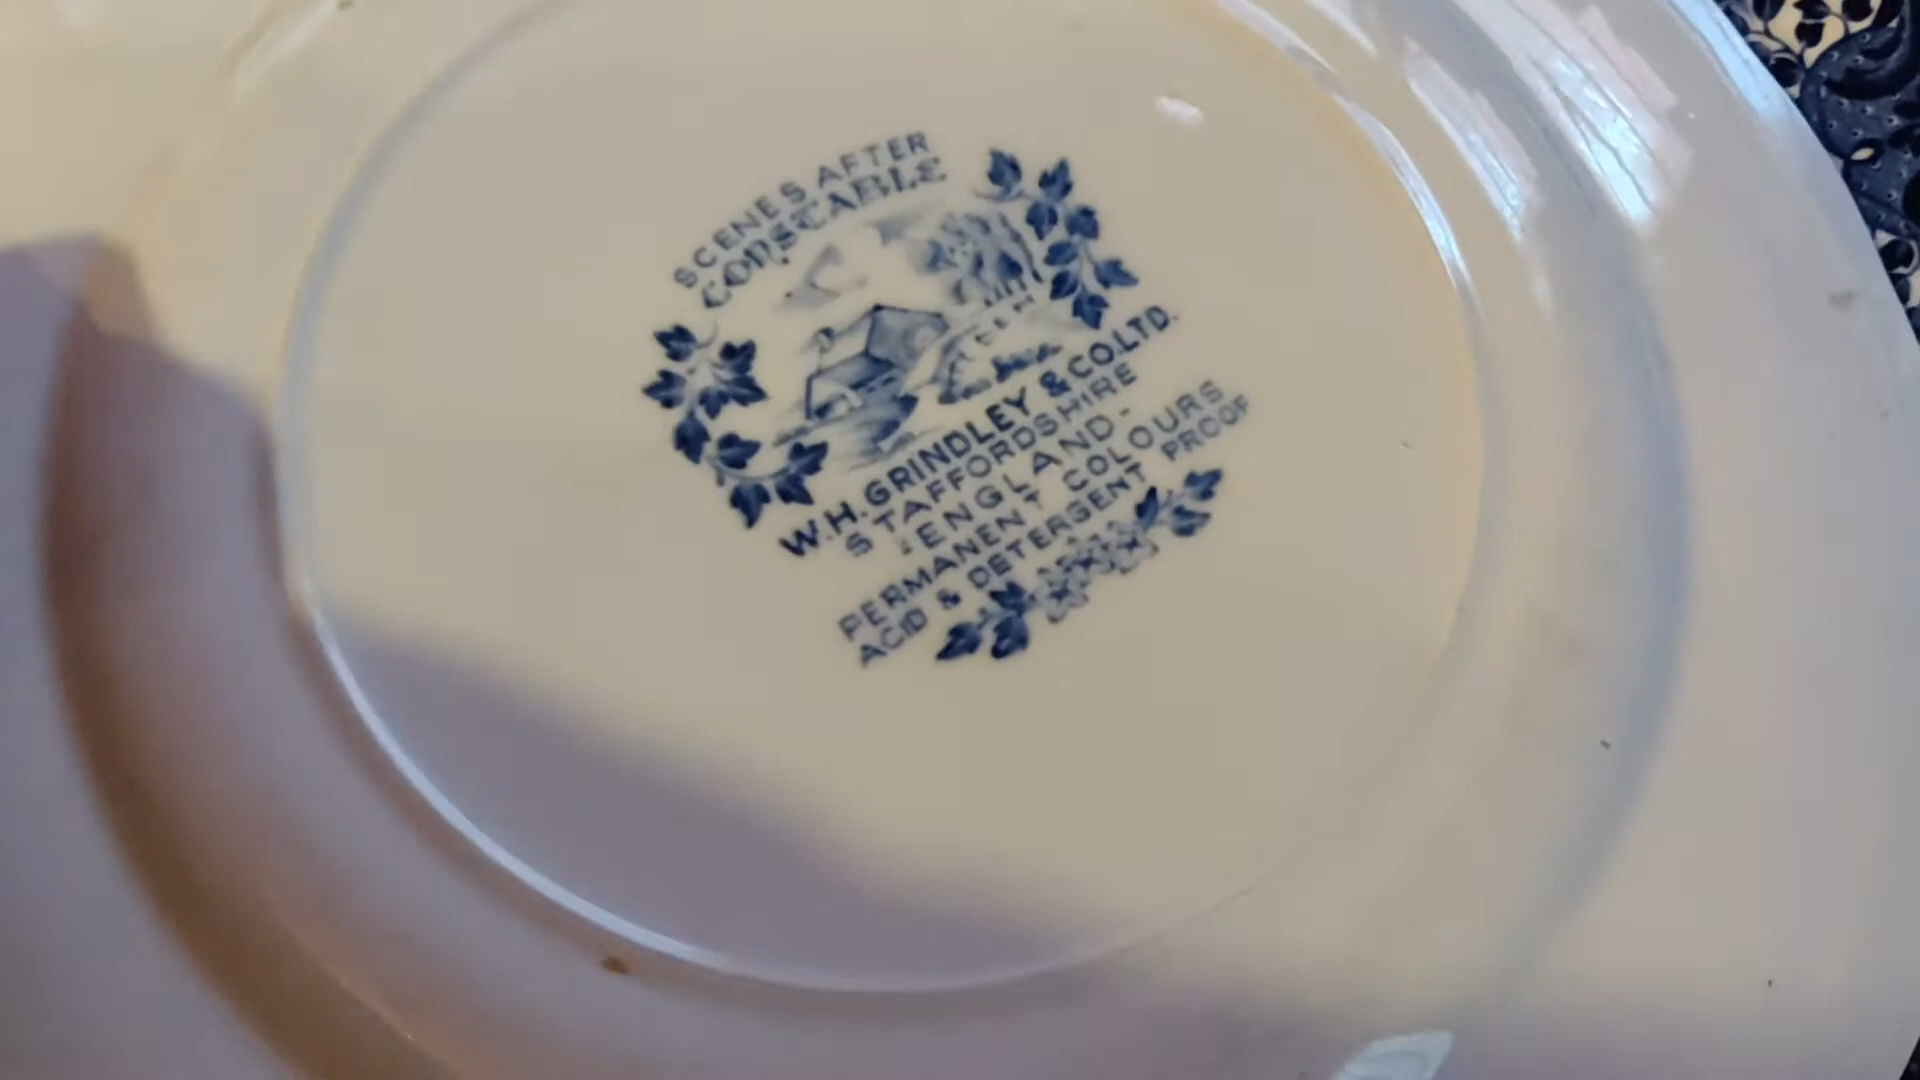 SCENES AFTER
CONSTABLE
W.H.GRINDLEY & CO.LTD.
STAFFORDSHIRE
ENGLAND-
PERMANENT COLOURS
ACID & DETERGENT PROOF